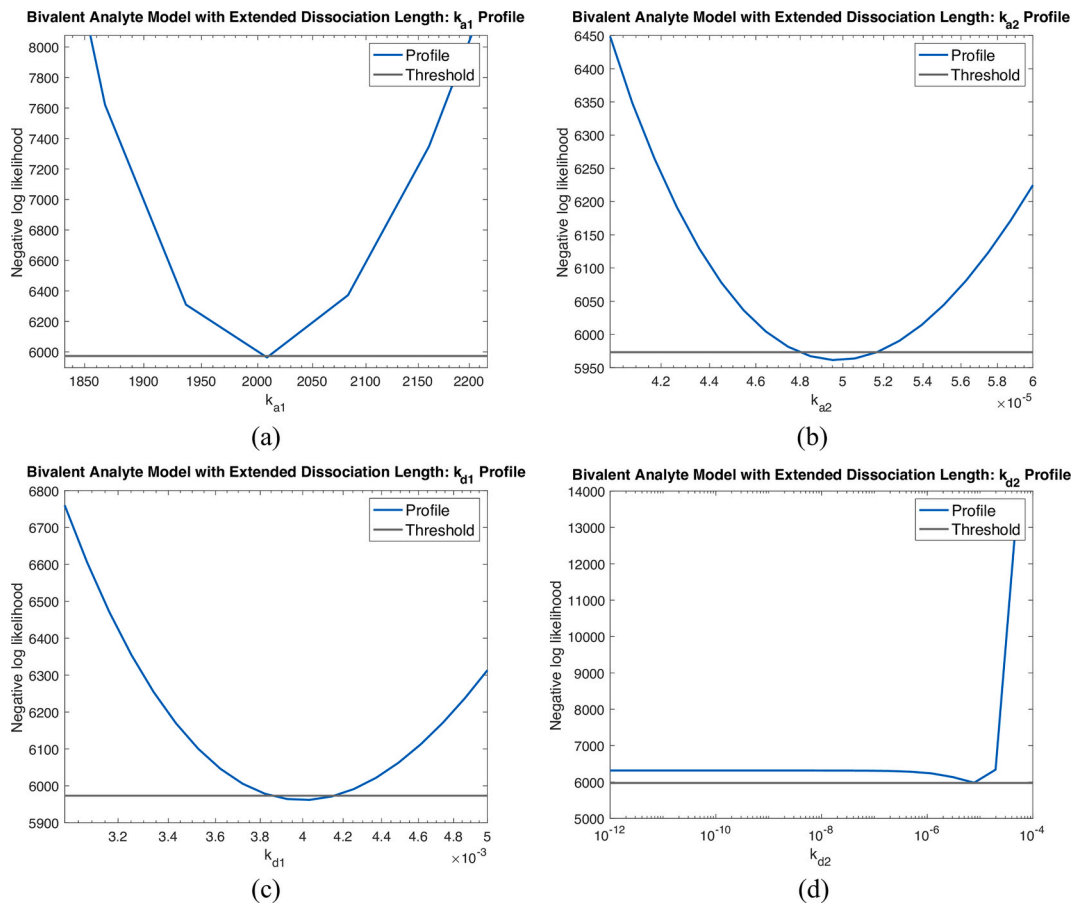 Bivalent Analyte Model with Extended Dissociation Length: k_a1 Profile
8000
7800
7600
7400
7200
7000
6800
6600
6400
6200
6000
Negative log likelihood
Profile
Threshold
1850 1900 1950 2000 2050 2100 2150 2200
k_a1
(a)
Bivalent Analyte Model with Extended Dissociation Length: k_a2 Profile
6450
6400
6350
6300
6250
6200
6150
6100
6050
6000
5950
Negative log likelihood
Profile
Threshold
4.2 4.4 4.6 4.8 5 5.2 5.4 5.6 5.8 6
×10^-5
k_a2
(b)
Bivalent Analyte Model with Extended Dissociation Length: k_d1 Profile
6800
6700
6600
6500
6400
6300
6200
6100
6000
5900
Negative log likelihood
Profile
Threshold
3.2 3.4 3.6 3.8 4 4.2 4.4 4.6 4.8 5
×10^-3
k_d1
(c)
Bivalent Analyte Model with Extended Dissociation Length: k_d2 Profile
14000
13000
12000
11000
10000
9000
8000
7000
6000
5000
Negative log likelihood
Profile
Threshold
10^-12 10^-10 10^-8 10^-6 10^-4
k_d2
(d)